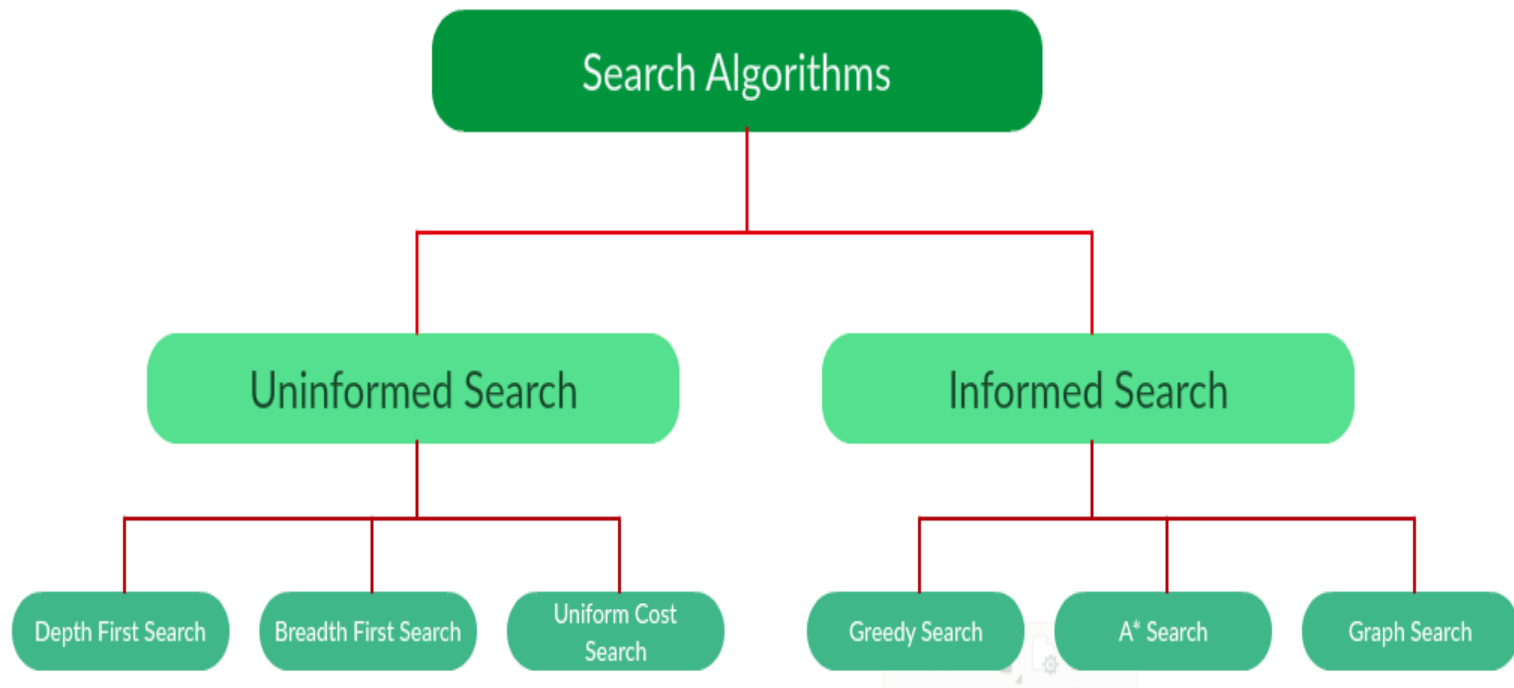 Search Algorithms
Uninformed Search
Informed Search
Depth First Search
Breadth First Search
Uniform Cost
Search
Greedy Search
A* Search
Graph Search